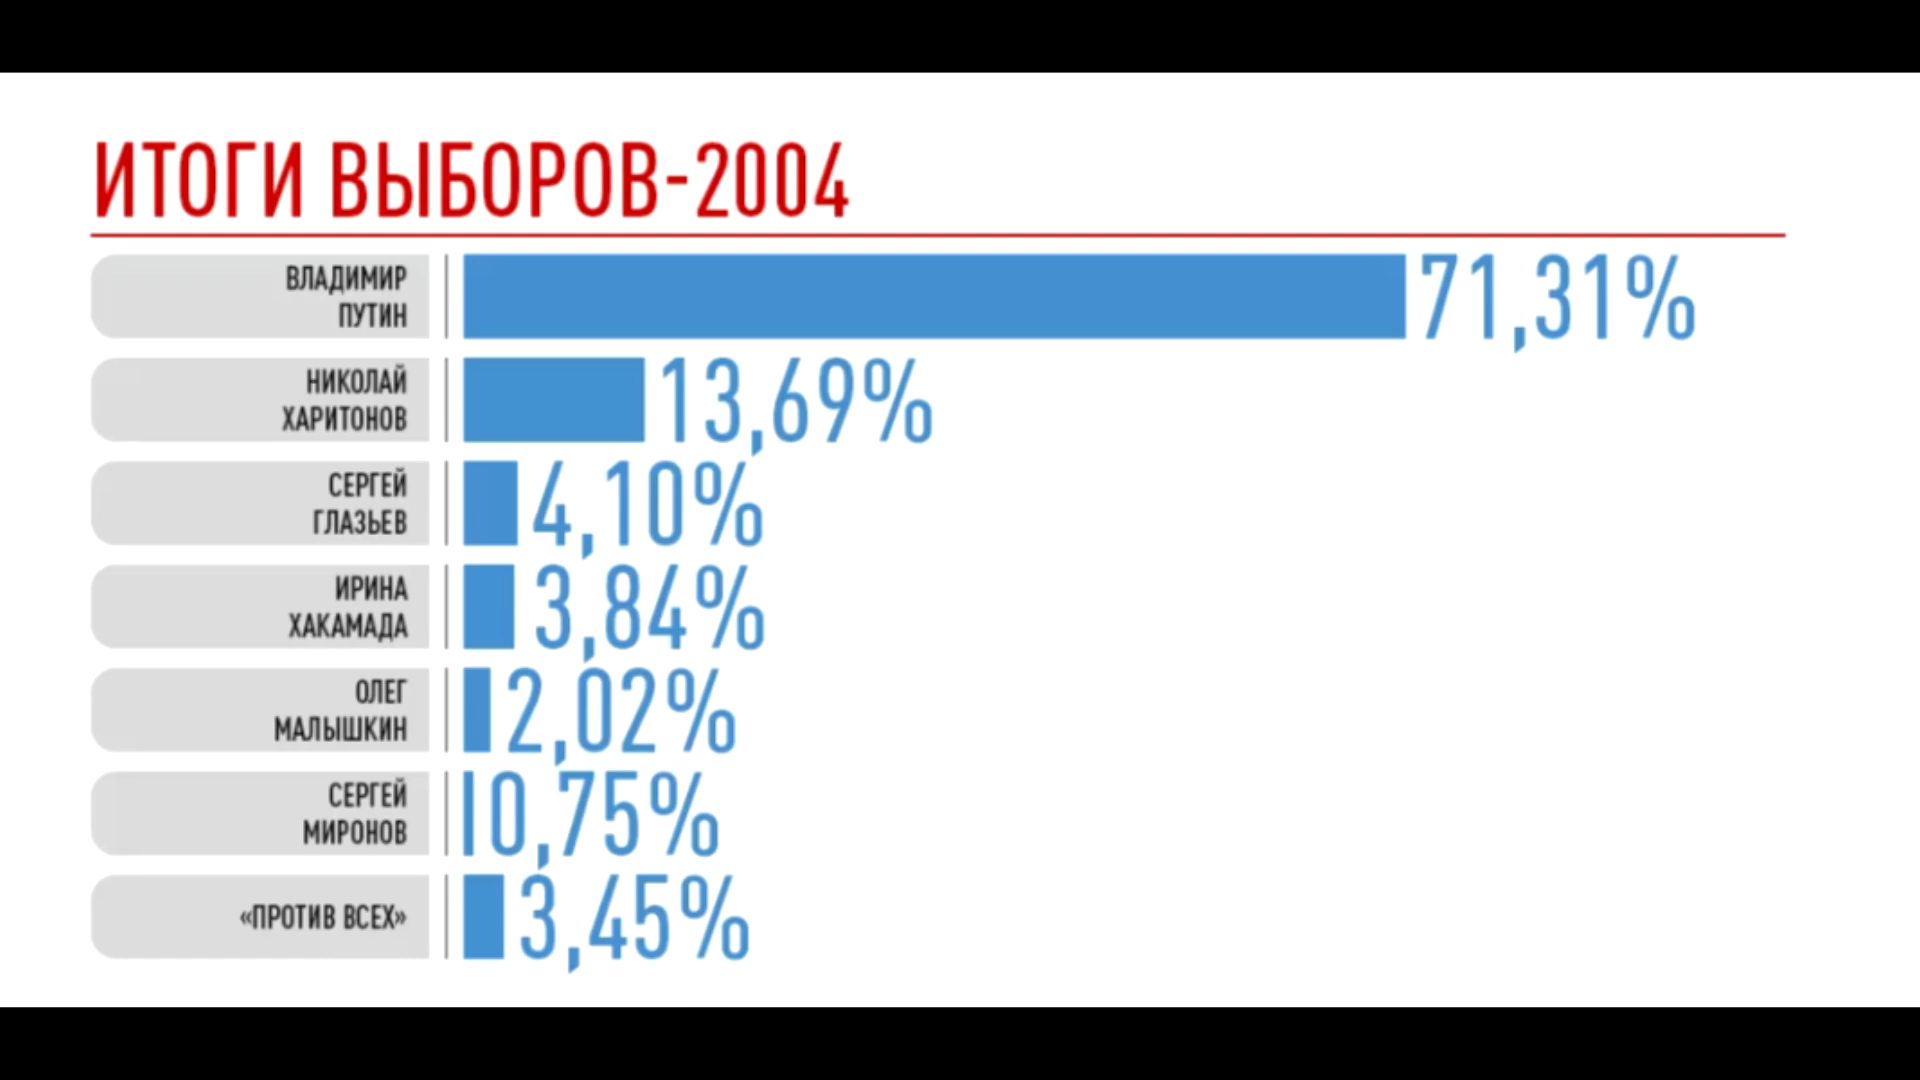 ИТОГИ ВЫБОРОВ-2004
ВЛАДИМИР
ПУТИН
71,31%
НИКОЛАЙ
ХАРИТОНОВ
13,69%
СЕРГЕЙ
ГЛАЗЬЕВ
4,10%
ИРИНА
ХАКАМАДА
3,84%
ОЛЕГ
МАЛЫШКИН
2,02%
СЕРГЕЙ
МИРОНОВ
0,75%
«ПРОТИВ ВСЕХ»
3,45%